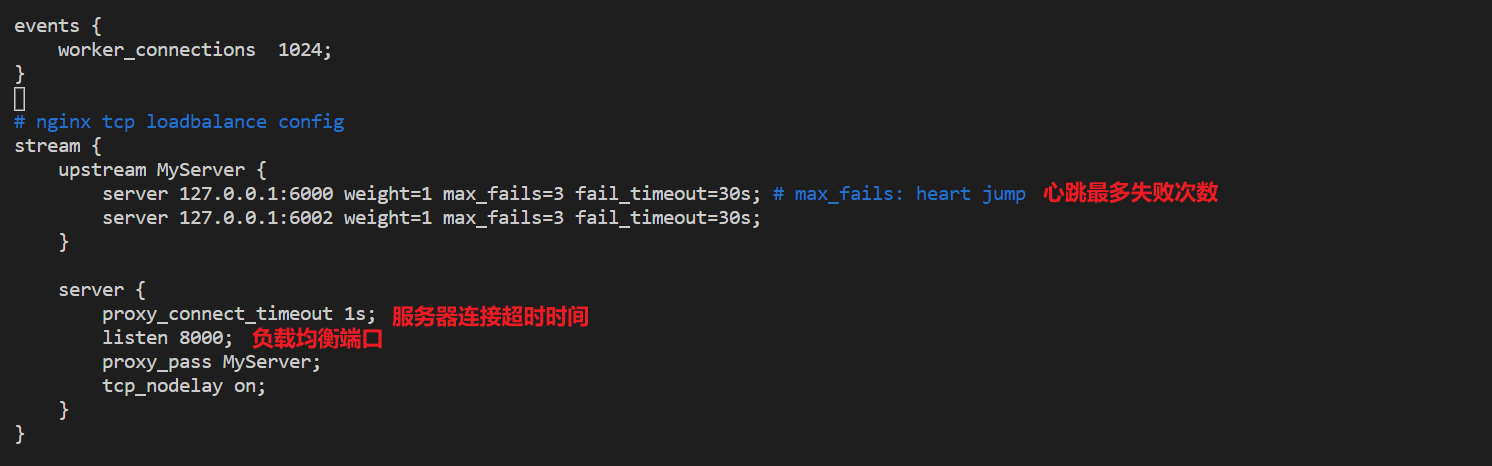 events {
    worker_connections  1024;
}
# nginx tcp loadbalance config
stream {
    upstream MyServer {
        server 127.0.0.1:6000 weight=1 max_fails=3 fail_timeout=30s; # max_fails: heart jump 心跳最多失败次数
        server 127.0.0.1:6002 weight=1 max_fails=3 fail_timeout=30s;
    }
    server {
        proxy_connect_timeout 1s; 服务器连接超时时间
        listen 8000; 负载均衡端口
        proxy_pass MyServer;
        tcp_nodelay on;
    }
}